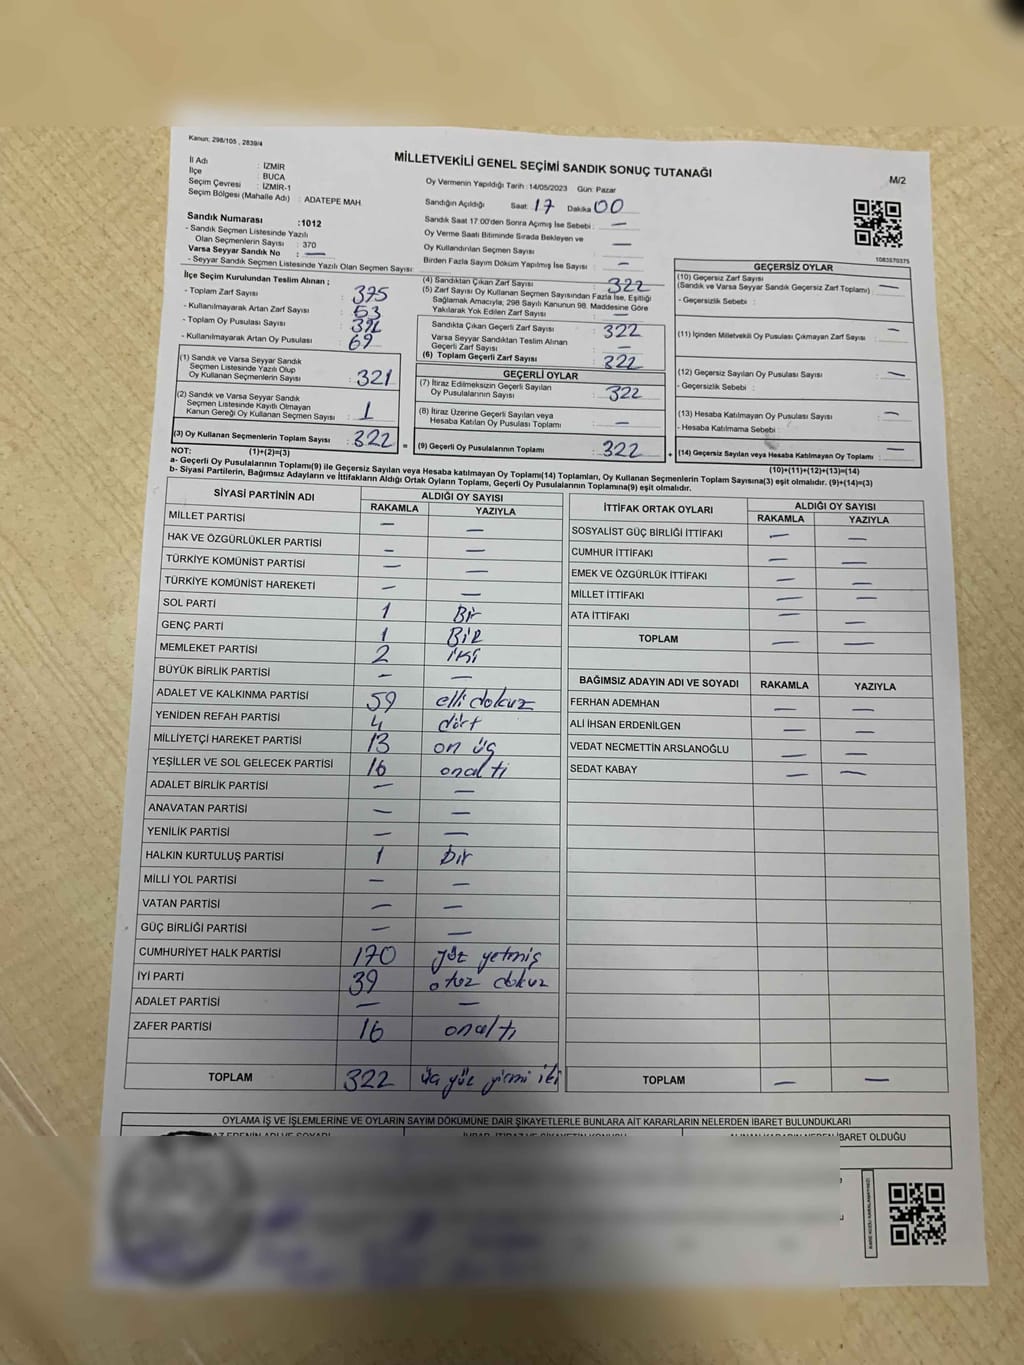 Kanun: 298/105 , 2839/4
MİLLETVEKİLİ GENEL SEÇİMİ SANDIK SONUÇ TUTANAĞI
M/2
İl Adı : İZMİR
İlçe : BUCA
Seçim Çevresi : İZMİR-1
Seçim Bölgesi (Mahalle Adı) : ADATEPE MAH.
Sandık Numarası : 1012
- Sandık Seçmen Listesinde Yazılı
Olan Seçmenlerin Sayısı : 370
Varsa Seyyar Sandık No : —
- Seyyar Sandık Seçmen Listesinde Yazılı Olan Seçmen Sayısı:
Oy Vermenin Yapıldığı Tarih :14/05/2023 Gün: Pazar
Sandığın Açıldığı Saat: 17 Dakika 00
Sandık Saat 17.00'den Sonra Açımış İse Sebebi : —
Oy Verme Saati Bitiminde Sırada Bekleyen ve
Oy Kullandırılan Seçmen Sayısı : —
Birden Fazla Sayım Döküm Yapılmış İse Sayısı : —
1083570375
İlçe Seçim Kurulundan Teslim Alınan ;
- Toplam Zarf Sayısı : 375
- Kullanılmayarak Artan Zarf Sayısı : 53
- Toplam Oy Pusulası Sayısı :
- Kullanılmayarak Artan Oy Pusulası : 69
(1) Sandık ve Varsa Seyyar Sandık
Seçmen Listesinde Yazılı Olup
Oy Kullanan Seçmenlerin Sayısı : 321
(2) Sandık ve Varsa Seyyar Sandık
Seçmen Listesinde Kayıtlı Olmayan
Kanun Gereği Oy Kullanan Seçmen Sayısı : 1
(3) Oy Kullanan Seçmenlerin Toplam Sayısı : 322 =
(4) Sandıktan Çıkan Zarf Sayısı : 322
(5) Zarf Sayısı Oy Kullanan Seçmen Sayısından Fazla İse, Eşitliği
Sağlamak Amacıyla; 298 Sayılı Kanunun 98. Maddesine Göre
Yakılarak Yok Edilen Zarf Sayısı : —
Sandıkta Çıkan Geçerli Zarf Sayısı : 322
Varsa Seyyar Sandıktan Teslim Alınan
Geçerli Zarf Sayısı : —
(6) Toplam Geçerli Zarf Sayısı : 322
GEÇERLİ OYLAR
(7) İtiraz Edilmeksizin Geçerli Sayılan
Oy Pusulalarının Sayısı : 322
(8) İtiraz Üzerine Geçerli Sayılan veya
Hesaba Katılan Oy Pusulası Toplamı : —
(9) Geçerli Oy Pusulalarının Toplamı : 322 +
GEÇERSİZ OYLAR
(10) Geçersiz Zarf Sayısı
(Sandık ve Varsa Seyyar Sandık Geçersiz Zarf Toplamı) : —
- Geçersizlik Sebebi :
(11) İçinden Milletvekili Oy Pusulası Çıkmayan Zarf Sayısı : —
(12) Geçersiz Sayılan Oy Pusulası Sayısı : —
- Geçersizlik Sebebi :
(13) Hesaba Katılmayan Oy Pusulası Sayısı : —
- Hesaba Katılmama Sebebi :
(14) Geçersiz Sayılan veya Hesaba Katılmayan Oy Toplamı : —
NOT: (1)+(2)=(3) (10)+(11)+(12)+(13)=(14)
a- Geçerli Oy Pusulalarının Toplamı(9) ile Geçersiz Sayılan veya Hesaba katılmayan Oy Toplamı(14) Toplamları, Oy Kullanan Seçmenlerin Toplam Sayısına(3) eşit olmalıdır. (9)+(14)=(3)
b- Siyasi Partilerin, Bağımsız Adayların ve İttifakların Aldığı Ortak Oyların Toplamı, Geçerli Oy Pusulalarının Toplamına(9) eşit olmalıdır.
SİYASİ PARTİNİN ADI ALDIĞI OY SAYISI
RAKAMLA YAZIYLA
MİLLET PARTİSİ — —
HAK VE ÖZGÜRLÜKLER PARTİSİ — —
TÜRKİYE KOMÜNİST PARTİSİ — —
TÜRKİYE KOMÜNİST HAREKETİ — —
SOL PARTİ 1 Bir
GENÇ PARTİ 1 BİR
MEMLEKET PARTİSİ 2 iki
BÜYÜK BİRLİK PARTİSİ — —
ADALET VE KALKINMA PARTİSİ 59 elli dokuz
YENİDEN REFAH PARTİSİ 4 dört
MİLLİYETÇİ HAREKET PARTİSİ 13 on üç
YEŞİLLER VE SOL GELECEK PARTİSİ 16 onaltı
ADALET BİRLİK PARTİSİ — —
ANAVATAN PARTİSİ — —
YENİLİK PARTİSİ — —
HALKIN KURTULUŞ PARTİSİ 1 bir
MİLLİ YOL PARTİSİ — —
VATAN PARTİSİ — —
GÜÇ BİRLİĞİ PARTİSİ — —
CUMHURİYET HALK PARTİSİ 170 yüz yetmiş
İYİ PARTİ 39 otuz dokuz
ADALET PARTİSİ — —
ZAFER PARTİSİ 16 onaltı
TOPLAM 322 üç yüz yirmi iki
İTTİFAK ORTAK OYLARI ALDIĞI OY SAYISI
RAKAMLA YAZIYLA
SOSYALİST GÜÇ BİRLİĞİ İTTİFAKI — —
CUMHUR İTTİFAKI — —
EMEK VE ÖZGÜRLÜK İTTİFAKI — —
MİLLET İTTİFAKI — —
ATA İTTİFAKI — —
TOPLAM — —
BAĞIMSIZ ADAYIN ADI VE SOYADI RAKAMLA YAZIYLA
FERHAN ADEMHAN — —
ALİ İHSAN ERDENİLGEN — —
VEDAT NECMETTİN ARSLANOĞLU — —
SEDAT KABAY — —
TOPLAM — —
OYLAMA İŞ VE İŞLEMLERİNE VE OYLARIN SAYIM DÖKÜMÜNE DAİR ŞİKAYETLERLE BUNLARA AİT KARARLARIN NELERDEN İBARET BULUNDUKLARI
İBARET OLDUĞU